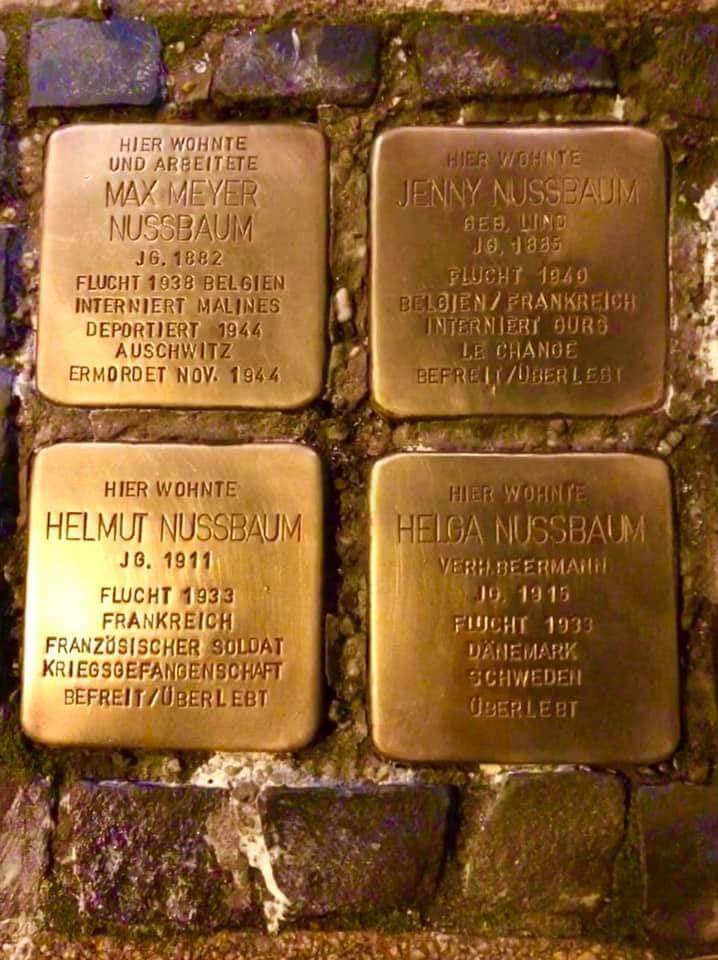 HIER WOHNTE
UND ARBEITETE
MAX MEYER
NUSSBAUM
JG. 1882
FLUCHT 1938 BELGIEN
INTERNIERT MALINES
DEPORTIERT 1944
AUSCHWITZ
ERMORDET NOV. 1944
HIER WOHNTE
JENNY NUSSBAUM
GEB. LIND
JG. 1885
FLUCHT 1940
BELGIEN/FRANKREICH
INTERNIERT GURS
LE CHANGE
BEFREIT/ÜBERLEBT
HIER WOHNTE
HELMUT NUSSBAUM
JG. 1911
FLUCHT 1933
FRANKREICH
FRANZÖSISCHER SOLDAT
KRIEGSGEFANGENSCHAFT
BEFREIT/ÜBERLEBT
HIER WOHNTE
HELGA NUSSBAUM
VERH. BEERMANN
JG. 1915
FLUCHT 1933
DÄNEMARK
SCHWEDEN
ÜBERLEBT